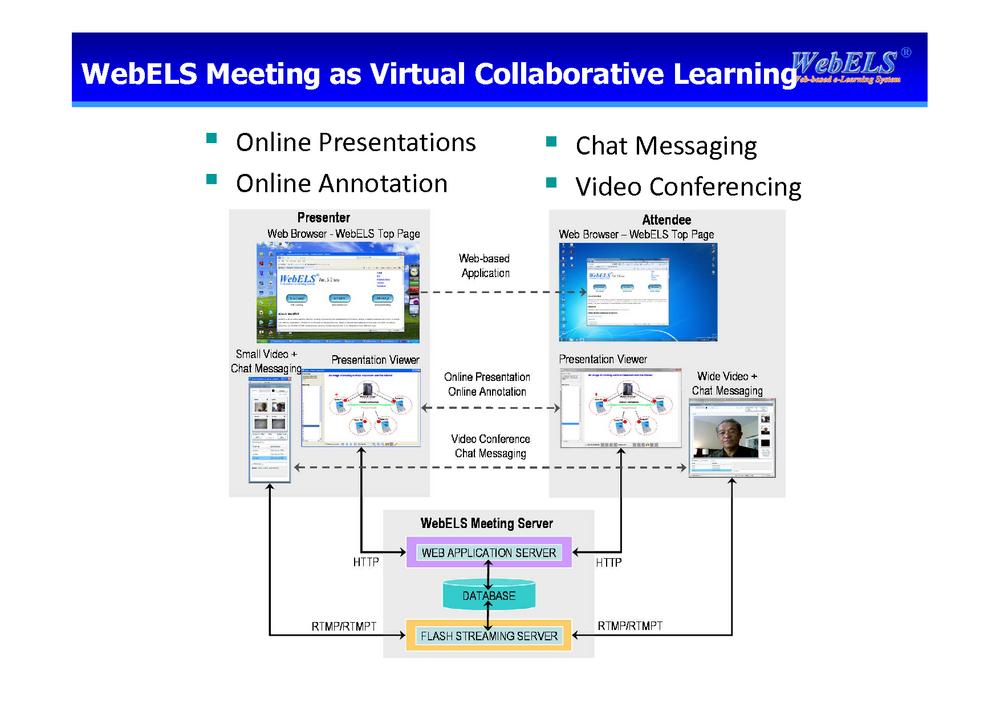 WebELS Meeting as Virtual Collaborative Learning
WebELS®
Web-based e-Learning System
Online Presentations
Online Annotation
Chat Messaging
Video Conferencing
Presenter
Web Browser - WebELS Top Page
WebELS
Attendee
Web Browser – WebELS Top Page
WebELS
Web-based
Application
Small Video +
Chat Messaging
Presentation Viewer
Online Presentation
Online Annotation
Presentation Viewer
Wide Video +
Chat Messaging
Video Conference
Chat Messaging
WebELS Meeting Server
WEB APPLICATION SERVER
HTTP
HTTP
DATABASE
RTMP/RTMPT
FLASH STREAMING SERVER
RTMP/RTMPT